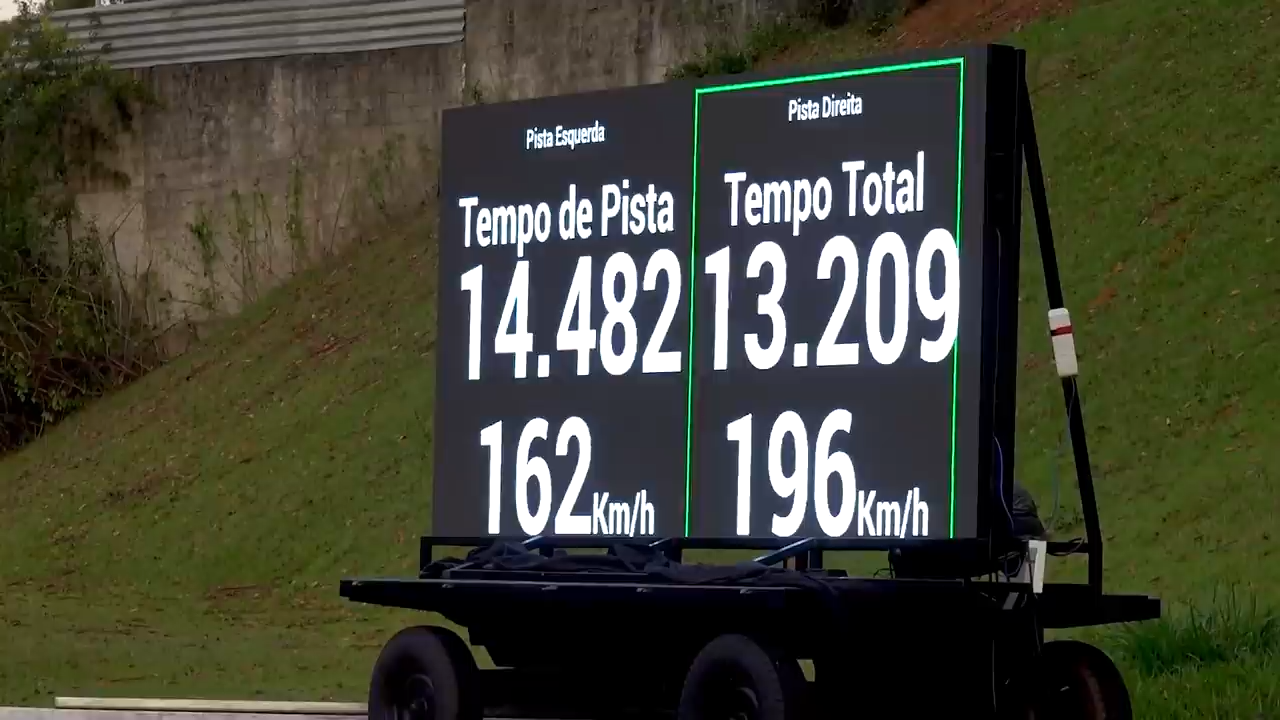 Pista Esquerda
Tempo de Pista
14.482
162Km/h
Pista Direita
Tempo Total
13.209
196Km/h